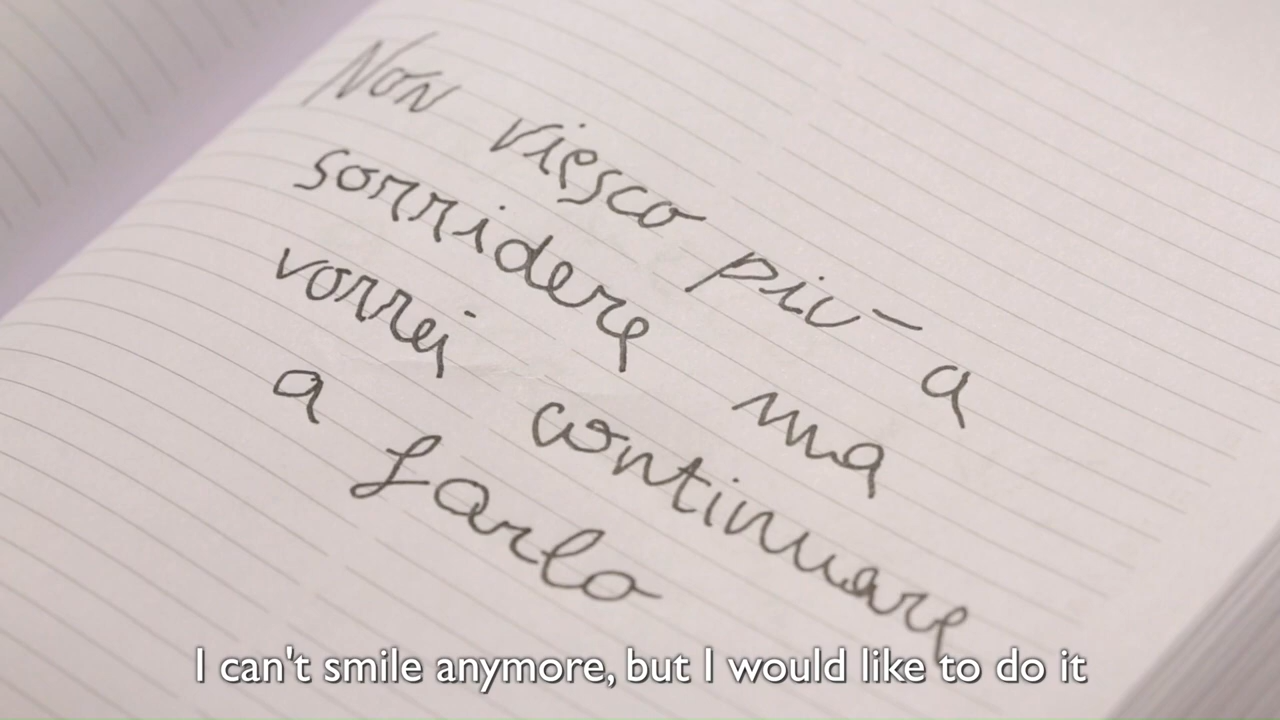 Non riesco più a
sorridere ma
vorrei continuare
a farlo
I can't smile anymore, but I would like to do it